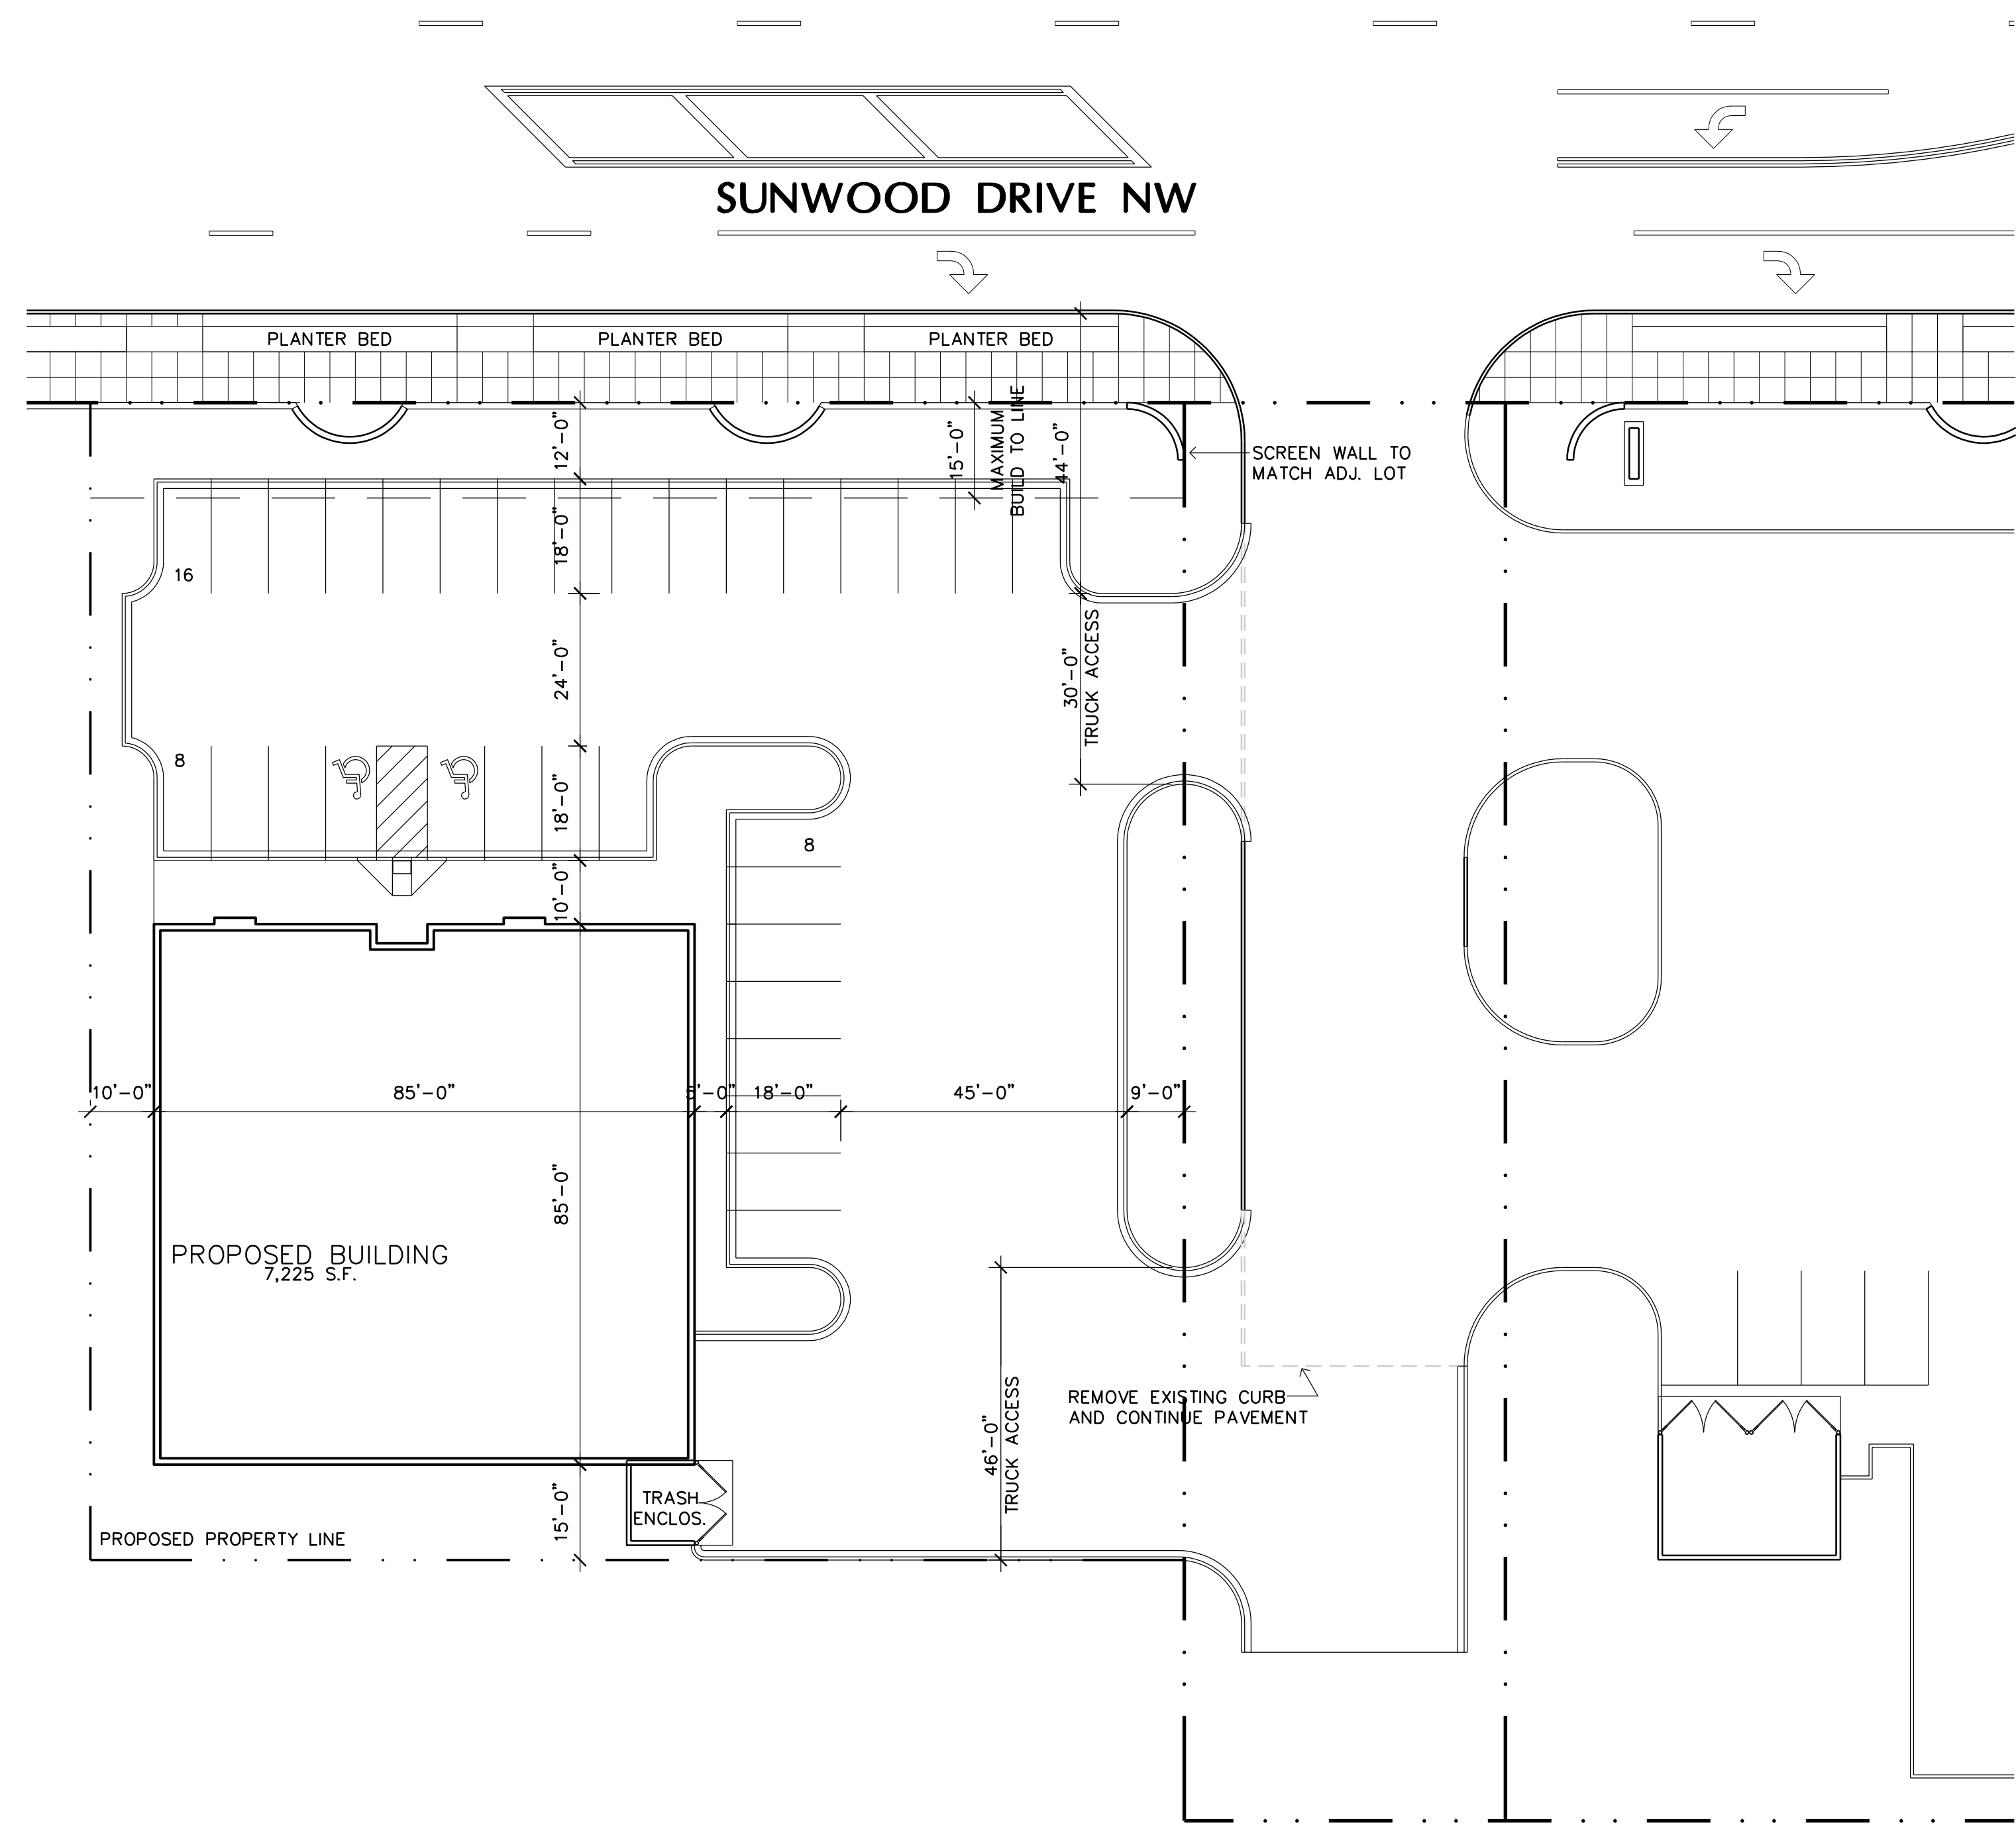 SUNWOOD DRIVE NW
PLANTER BED
PLANTER BED
PLANTER BED
12'-0"
15'-0"
MAXIMUM
BUILD TO LINE
44'-0"
SCREEN WALL TO
MATCH ADJ. LOT
18'-0"
16
24'-0"
30'-0"
TRUCK ACCESS
8
18'-0"
8
10'-0"
10'-0"
85'-0"
5'-0"
18'-0"
45'-0"
9'-0"
85'-0"
PROPOSED BUILDING
7,225 S.F.
REMOVE EXISTING CURB
AND CONTINUE PAVEMENT
46'-0"
TRUCK ACCESS
TRASH
ENCLOS.
15'-0"
PROPOSED PROPERTY LINE